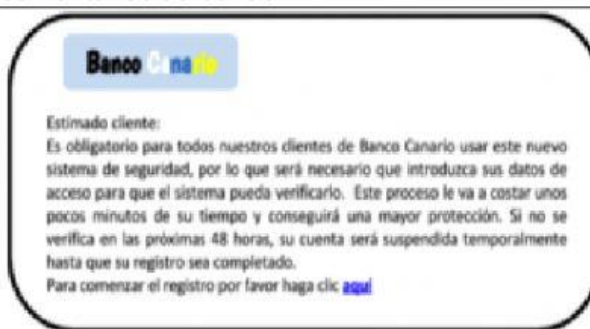 Banco Canario
Estimado cliente:
Es obligatorio para todos nuestros clientes de Banco Canario usar este nuevo
sistema de seguridad, por lo que será necesario que introduzca sus datos de
acceso para que el sistema pueda verificarlo. Este proceso le va a costar unos
pocos minutos de su tiempo y conseguirá una mayor protección. Si no se
verifica en las próximas 48 horas, su cuenta será suspendida temporalmente
hasta que su registro sea completado.
Para comenzar el registro por favor haga clic aquí